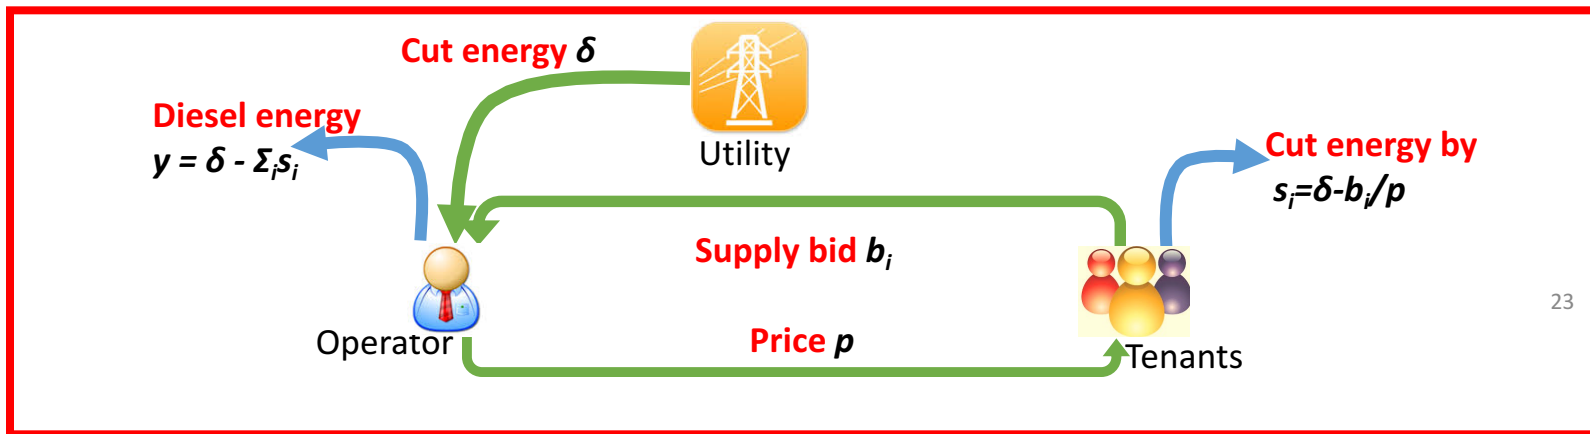 Cut energy δ
Diesel energy
y = δ - Σᵢsᵢ
Utility
Cut energy by
sᵢ=δ-bᵢ/p
Supply bid bᵢ
Operator
Price p
Tenants
23